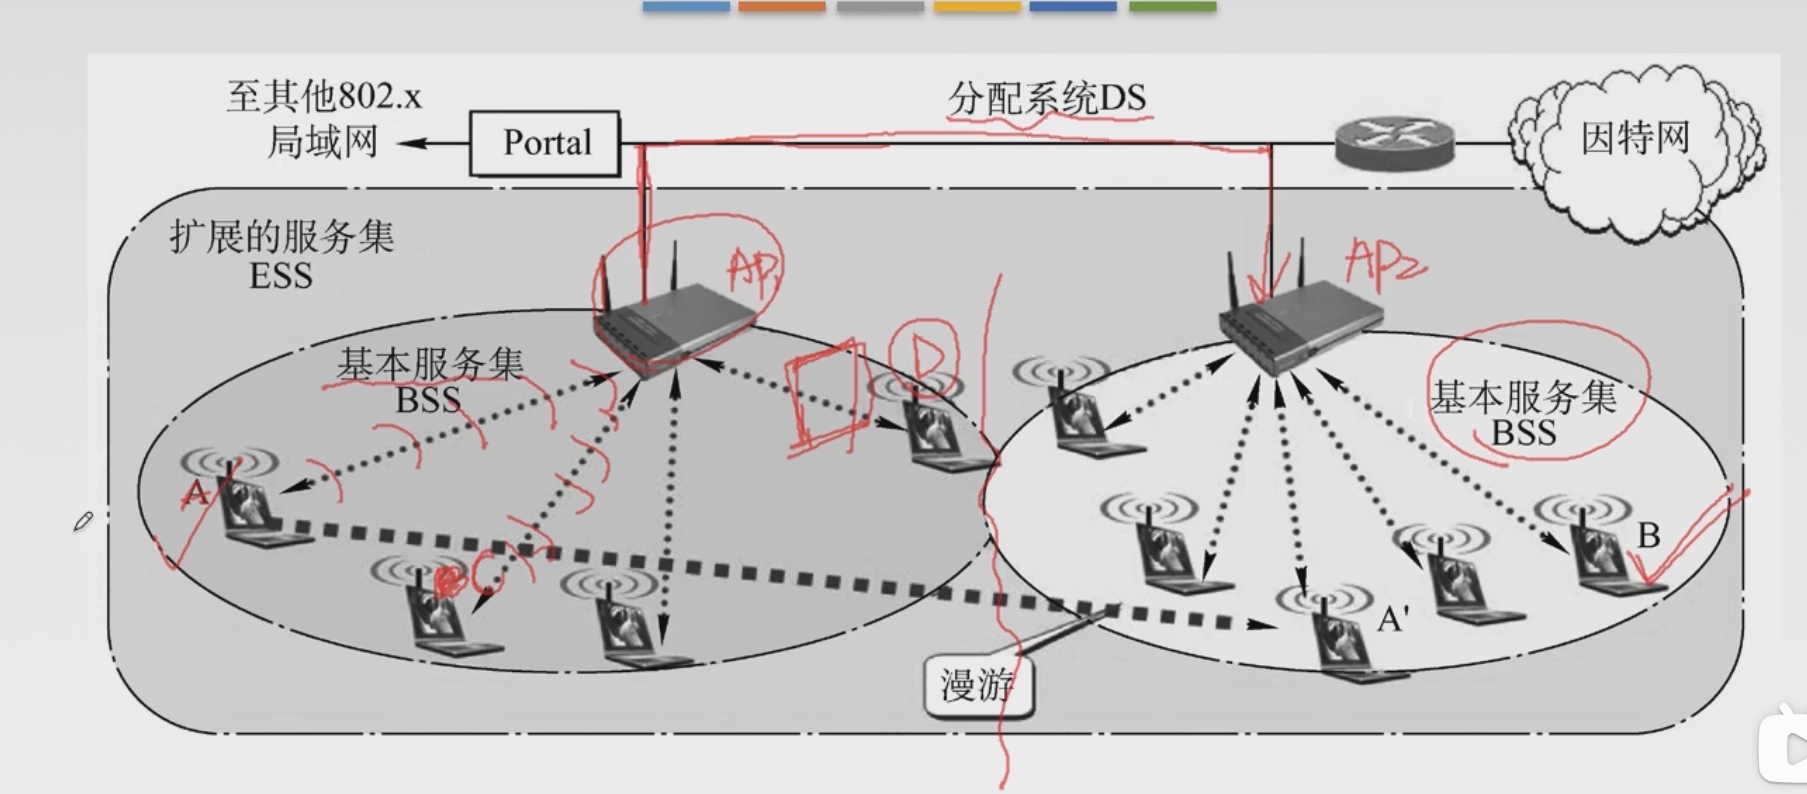 至其他802.x
局域网
Portal
分配系统DS
因特网
扩展的服务集
ESS
AP1
AP2
基本服务集
BSS
D
基本服务集
BSS
A
C
B
A'
漫游